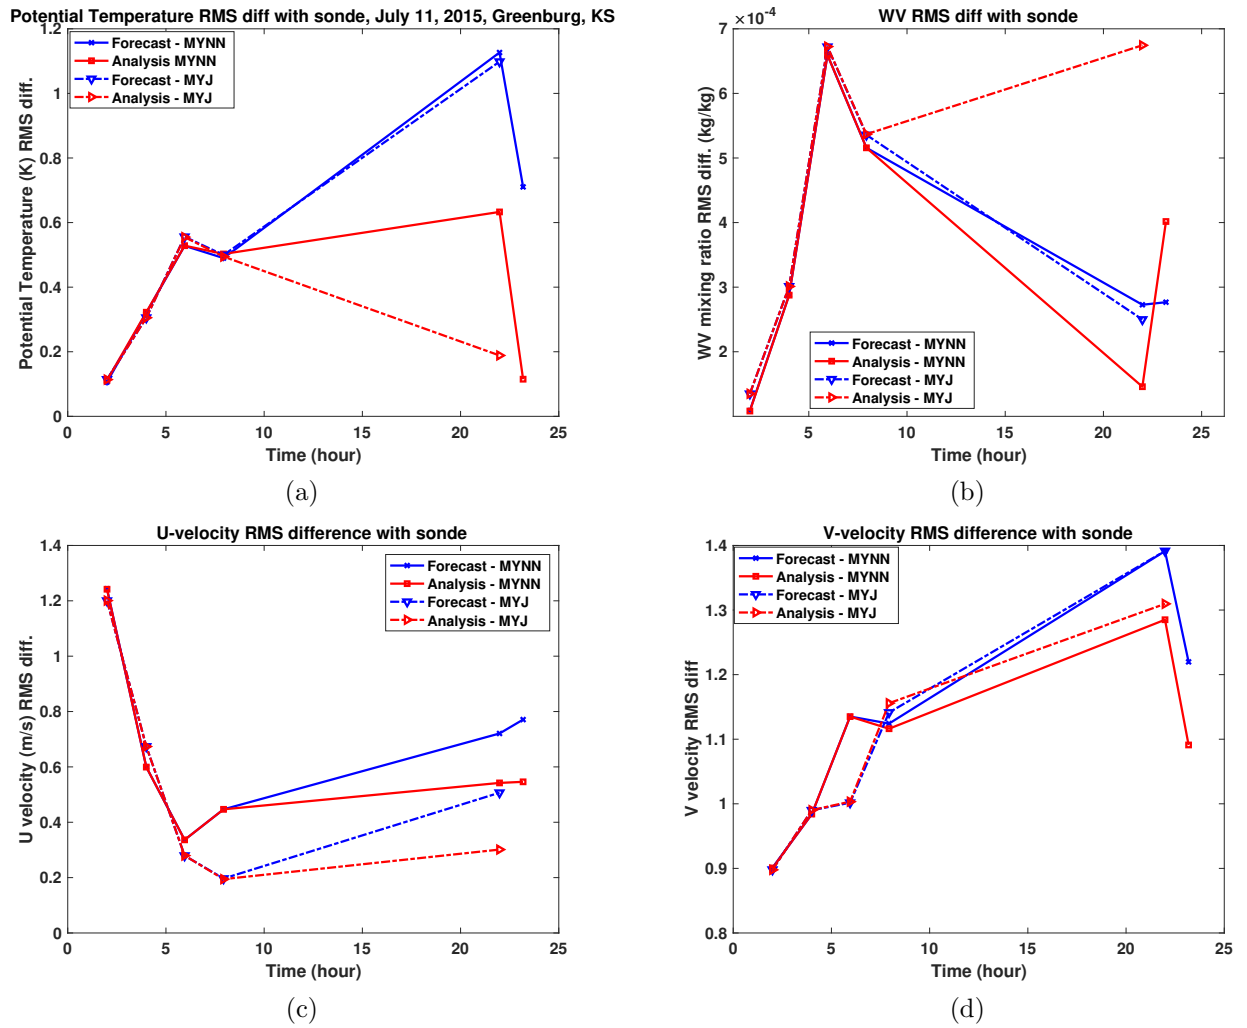 Potential Temperature RMS diff with sonde, July 11, 2015, Greenburg, KS
Forecast - MYNN
Analysis MYNN
Forecast - MYJ
Analysis - MYJ
Potential Temperature (K) RMS diff.
0
0.2
0.4
0.6
0.8
1
1.2
0 5 10 15 20 25
Time (hour)
(a)
WV RMS diff with sonde
×10⁻⁴
Forecast - MYNN
Analysis - MYNN
Forecast - MYJ
Analysis - MYJ
WV mixing ratio RMS diff. (kg/kg)
2
3
4
5
6
7
5 10 15 20 25
Time (hour)
(b)
U-velocity RMS difference with sonde
Forecast - MYNN
Analysis - MYNN
Forecast - MYJ
Analysis - MYJ
U velocity (m/s) RMS diff.
0
0.2
0.4
0.6
0.8
1
1.2
1.4
0 5 10 15 20 25
Time (hour)
(c)
V-velocity RMS difference with sonde
Forecast - MYNN
Analysis - MYNN
Forecast - MYJ
Analysis - MYJ
V velocity RMS diff
0.8
0.9
1
1.1
1.2
1.3
1.4
0 5 10 15 20 25
Time (hour)
(d)